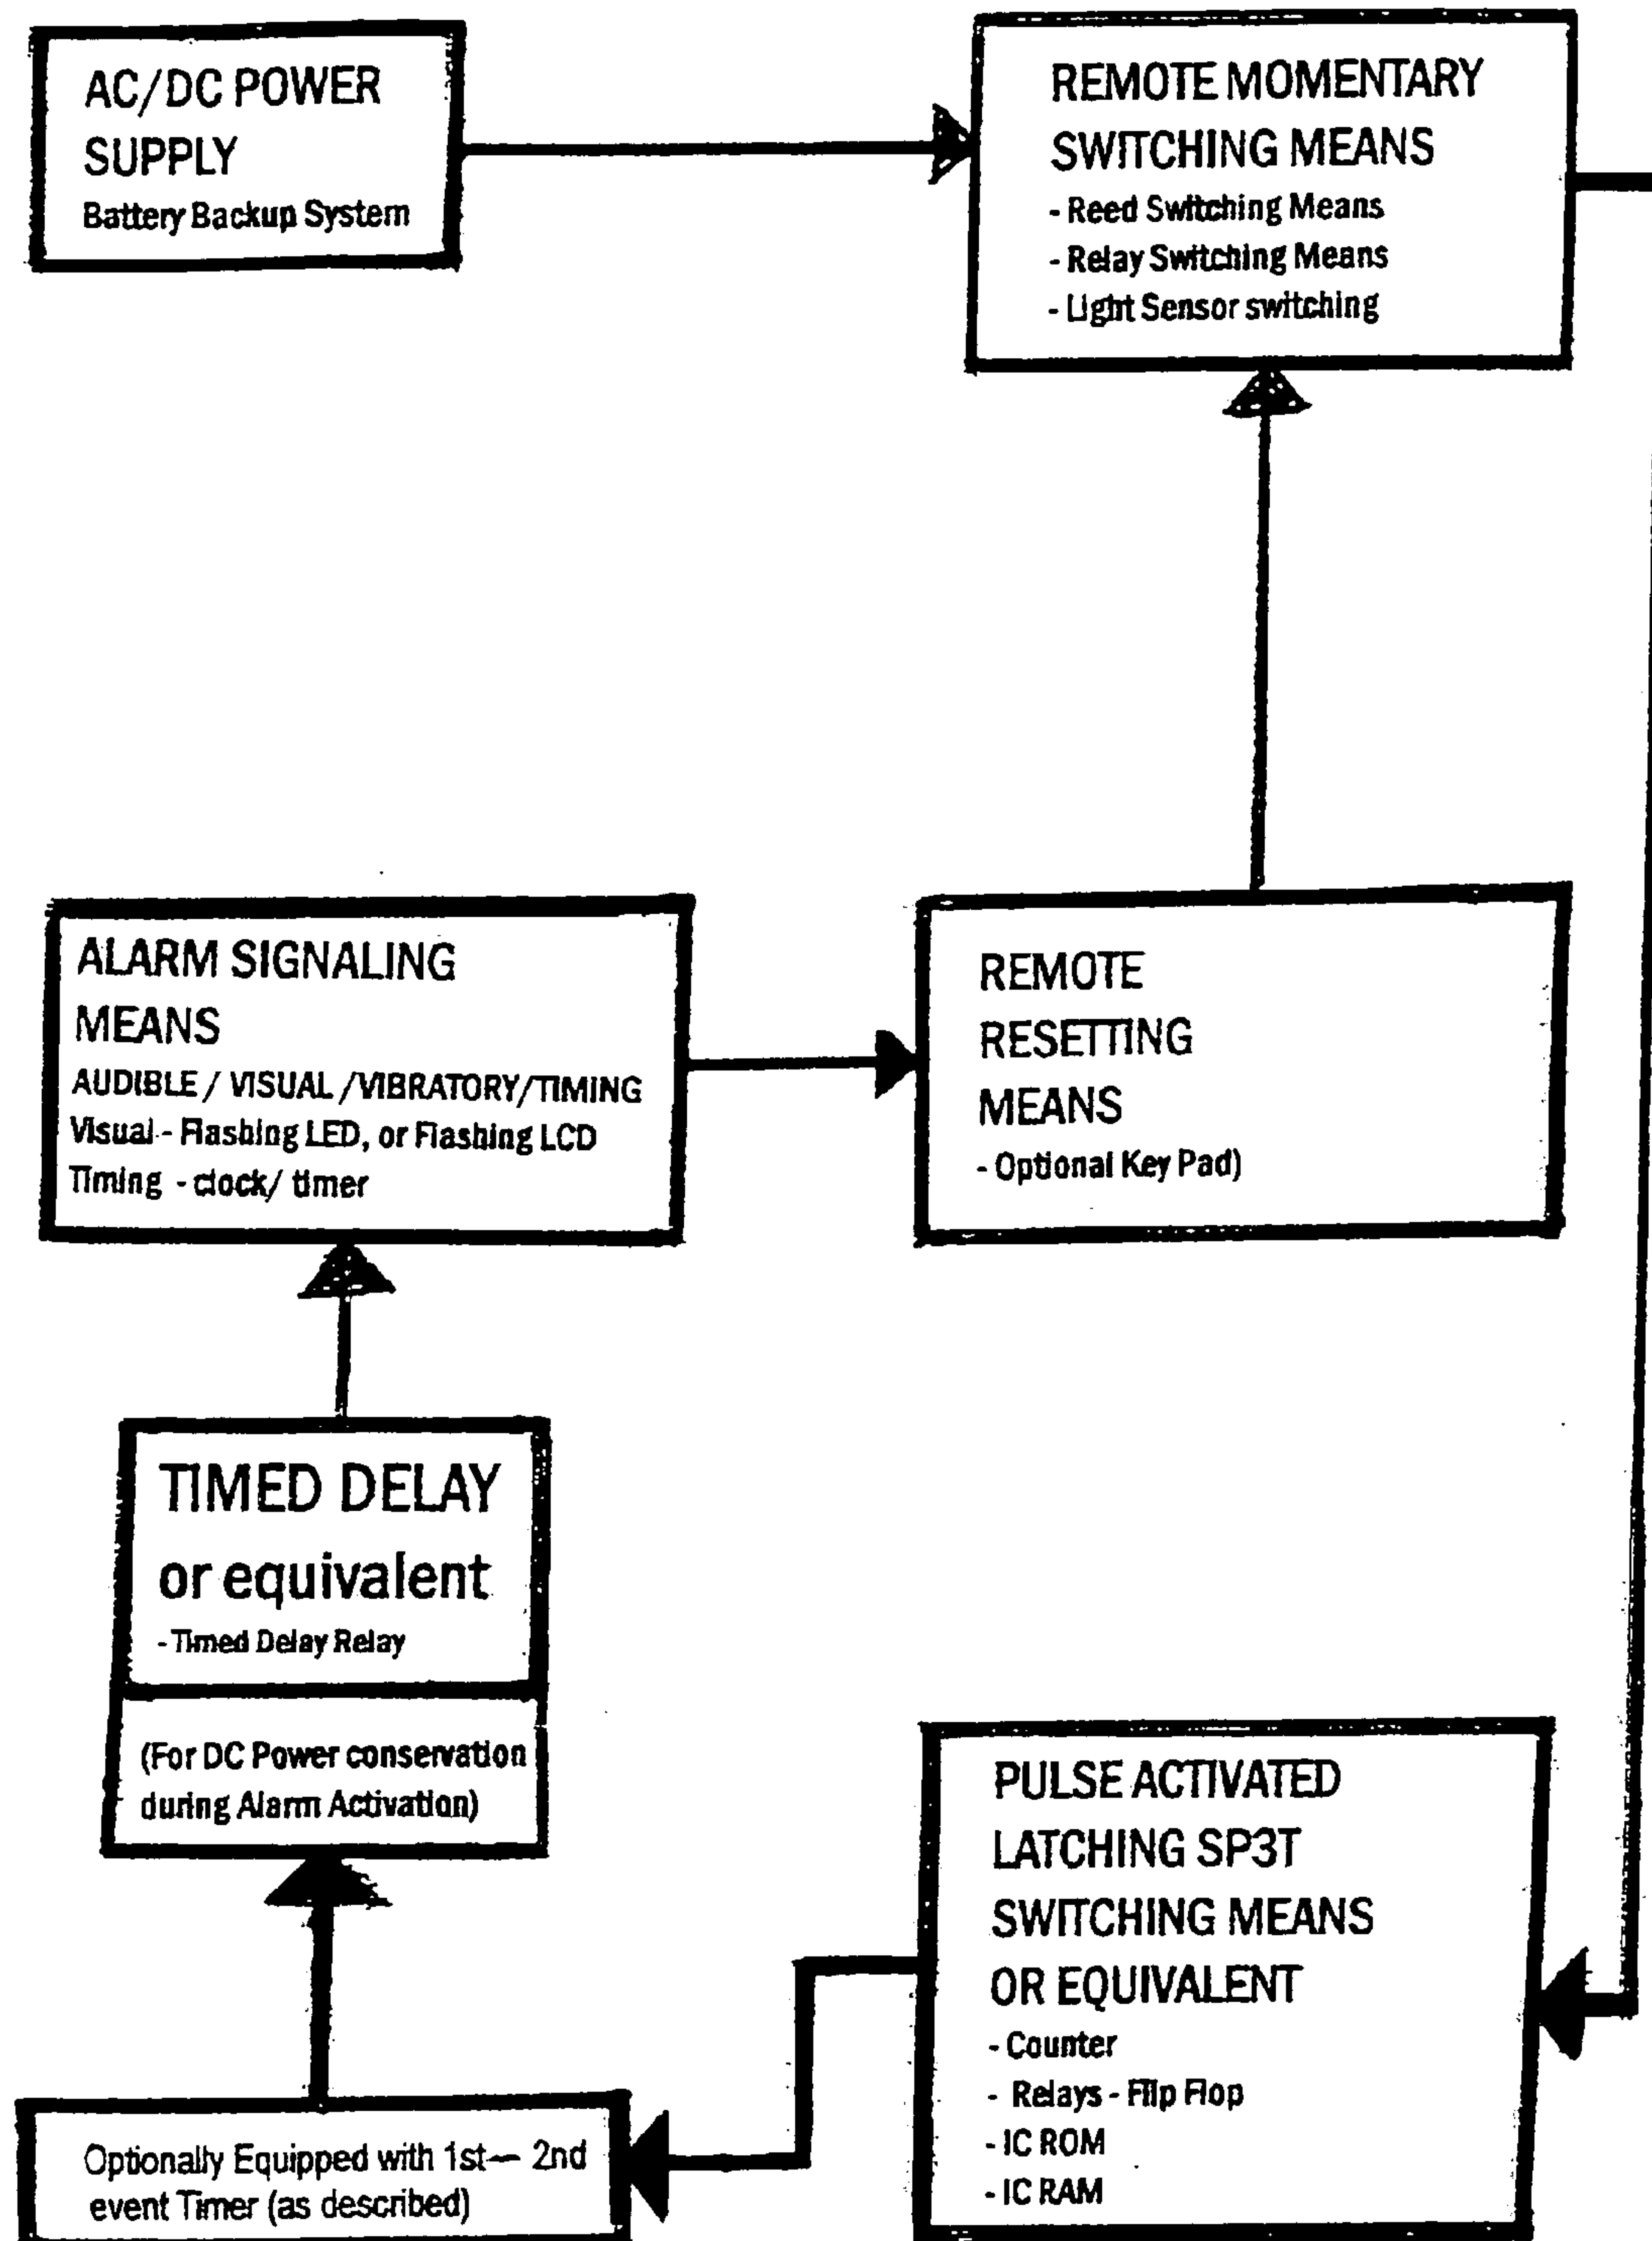 AC/DC POWER
SUPPLY
Battery Backup System
REMOTE MOMENTARY
SWITCHING MEANS
- Reed Switching Means
- Relay Switching Means
- Light Sensor switching
ALARM SIGNALING
MEANS
AUDIBLE / VISUAL /VIBRATORY/TIMING
Visual - Flashing LED, or Flashing LCD
Timing - clock/ timer
REMOTE
RESETTING
MEANS
- Optional Key Pad)
TIMED DELAY
or equivalent
- Timed Delay Relay
(For DC Power conservation
during Alarm Activation)
PULSE ACTIVATED
LATCHING SP3T
SWITCHING MEANS
OR EQUIVALENT
- Counter
- Relays - Flip Flop
- IC ROM
- IC RAM
Optionally Equipped with 1st — 2nd
event Timer (as described)